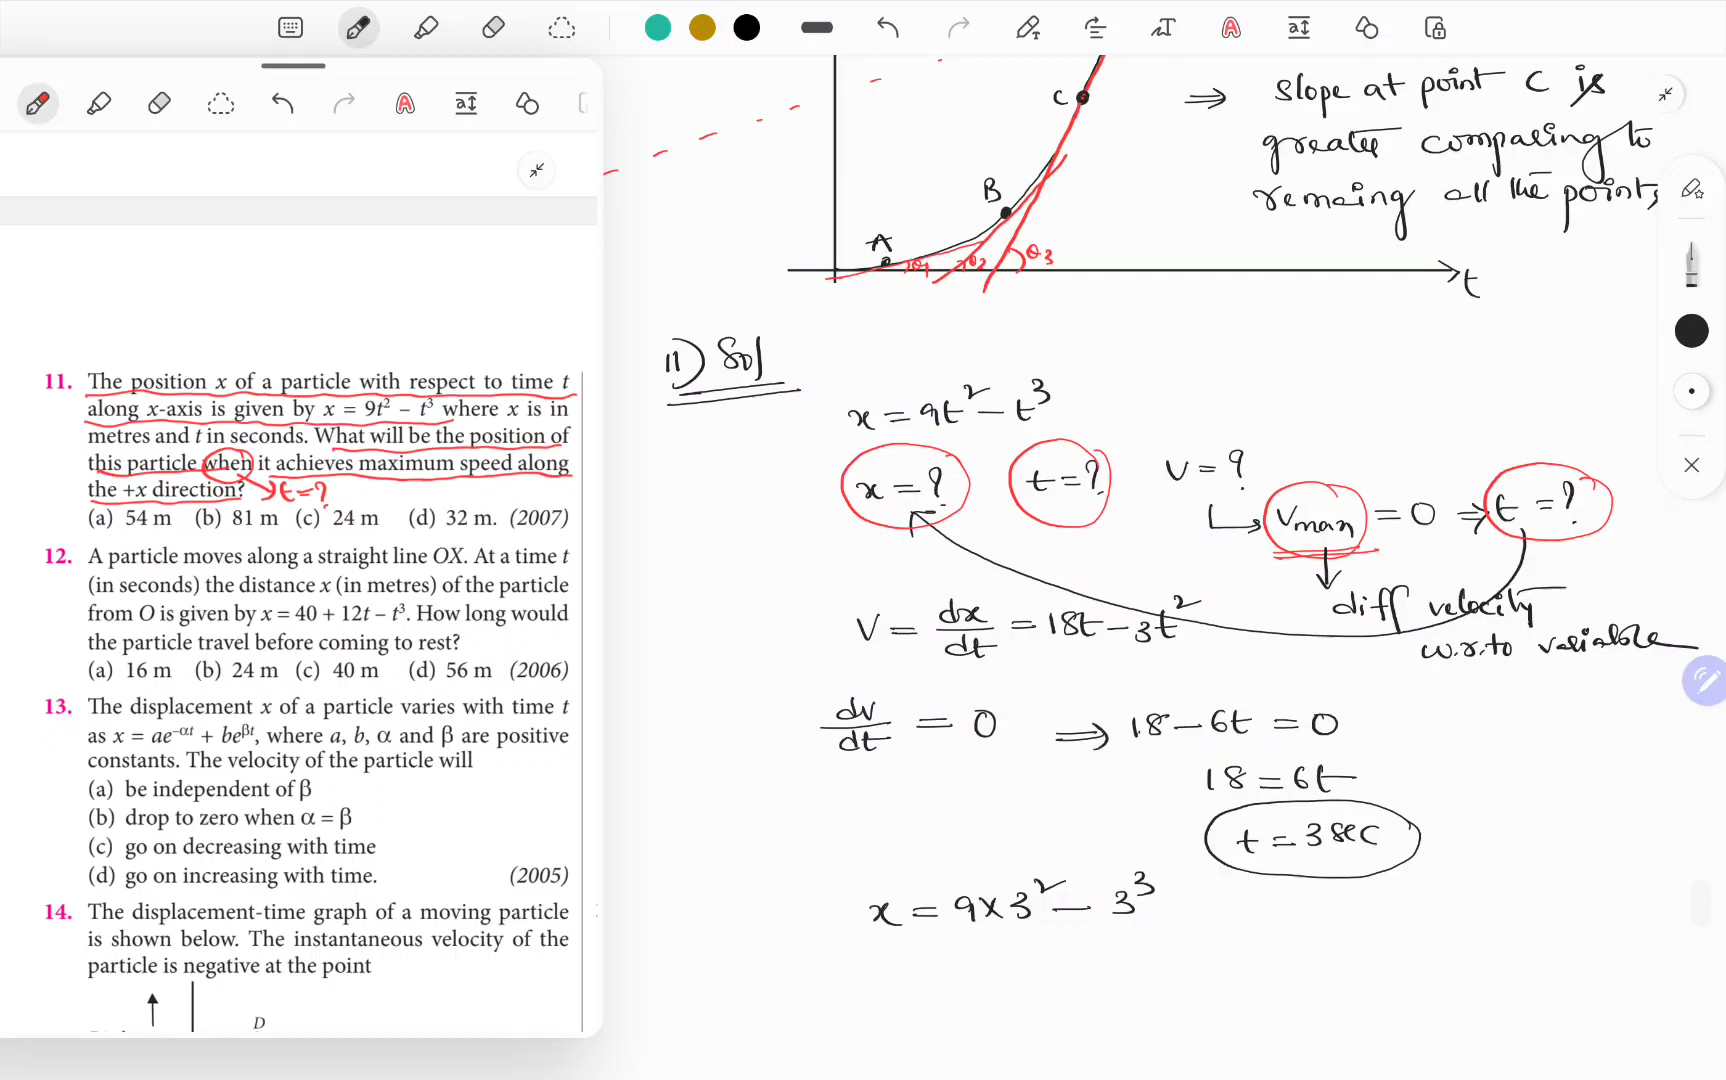 11. The position x of a particle with respect to time t
along x-axis is given by x = 9t² – t³ where x is in
metres and t in seconds. What will be the position of
this particle when it achieves maximum speed along
the +x direction? t=?
(a) 54 m (b) 81 m (c) 24 m (d) 32 m. (2007)
12. A particle moves along a straight line OX. At a time t
(in seconds) the distance x (in metres) of the particle
from O is given by x = 40 + 12t – t³. How long would
the particle travel before coming to rest?
(a) 16 m (b) 24 m (c) 40 m (d) 56 m (2006)
13. The displacement x of a particle varies with time t
as x = ae^–αt + be^βt, where a, b, α and β are positive
constants. The velocity of the particle will
(a) be independent of β
(b) drop to zero when α = β
(c) go on decreasing with time
(d) go on increasing with time. (2005)
14. The displacement-time graph of a moving particle
is shown below. The instantaneous velocity of the
particle is negative at the point
D
C
B
A
θ1 θ2 θ3
t
⇒ slope at point C is
greater comparing to
remaing all the points
11) Sol
x = 9t² – t³
x = ? t = ? v = ?
vmax = 0 ⇒ t = ?
diff velocity
w.r.to variable
V = dx/dt = 18t – 3t²
dv/dt = 0 ⇒ 18 – 6t = 0
18 = 6t
t = 3 sec
x = 9×3² – 3³